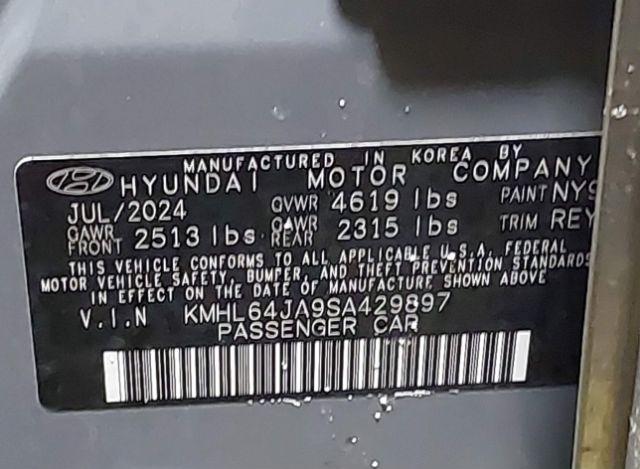 MANUFACTURED IN KOREA BY
HYUNDAI MOTOR COMPANY
JUL/2024 GVWR 4619 lbs PAINT NY9
GAWR FRONT 2513 lbs GAWR REAR 2315 lbs TRIM REY
THIS VEHICLE CONFORMS TO ALL APPLICABLE U.S.A. FEDERAL
MOTOR VEHICLE SAFETY, BUMPER, AND THEFT PREVENTION STANDARDS
IN EFFECT ON THE DATE OF MANUFACTURE SHOWN ABOVE
V.I.N KMHL64JA9SA429897
PASSENGER CAR